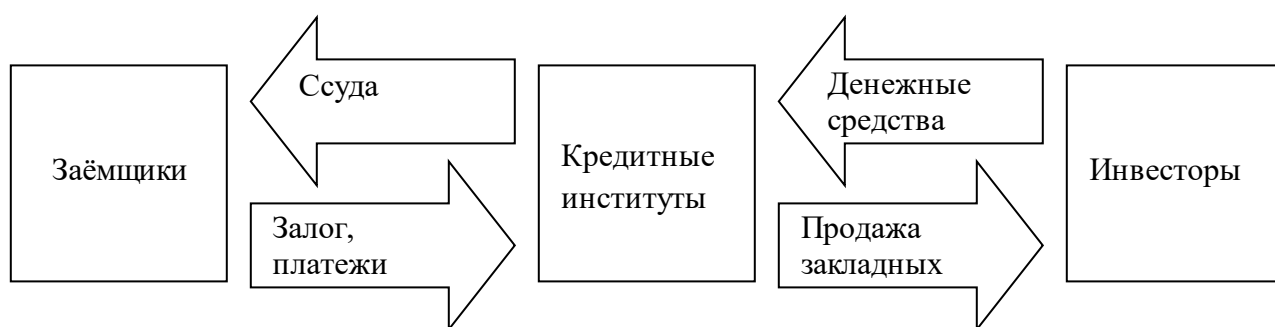 Ссуда
Денежные
средства
Заёмщики
Кредитные
институты
Инвесторы
Залог,
платежи
Продажа
закладных